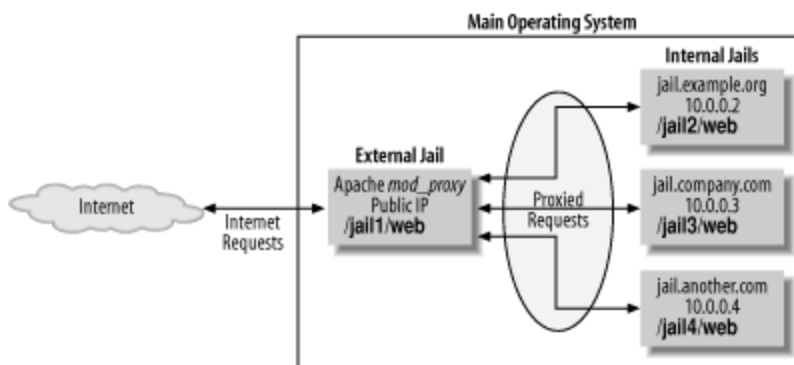 Main Operating System
Internal Jails
jail.example.org
10.0.0.2
/jail2/web
External Jail
Apache mod_proxy
Public IP
/jail1/web
Internet
Internet
Requests
Proxied
Requests
jail.company.com
10.0.0.3
/jail3/web
jail.another.com
10.0.0.4
/jail4/web